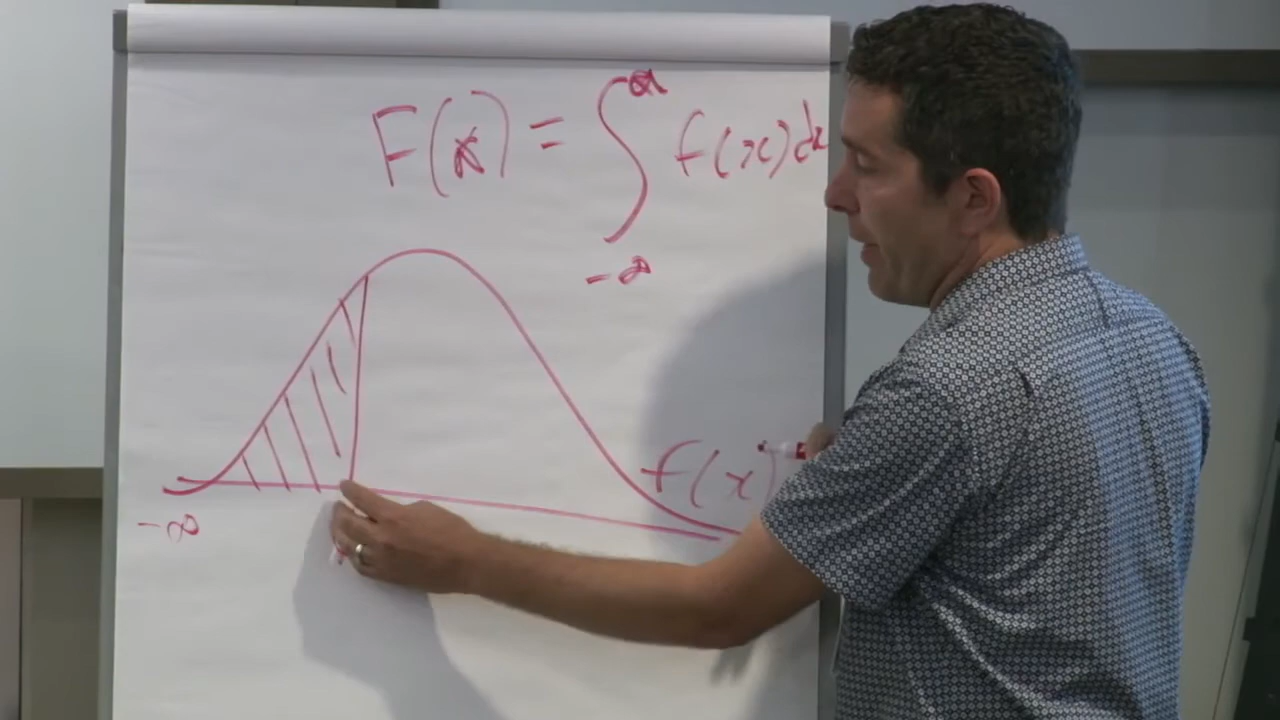 F(x) = ∫ f(x)dx
-∞
f(x)
-∞